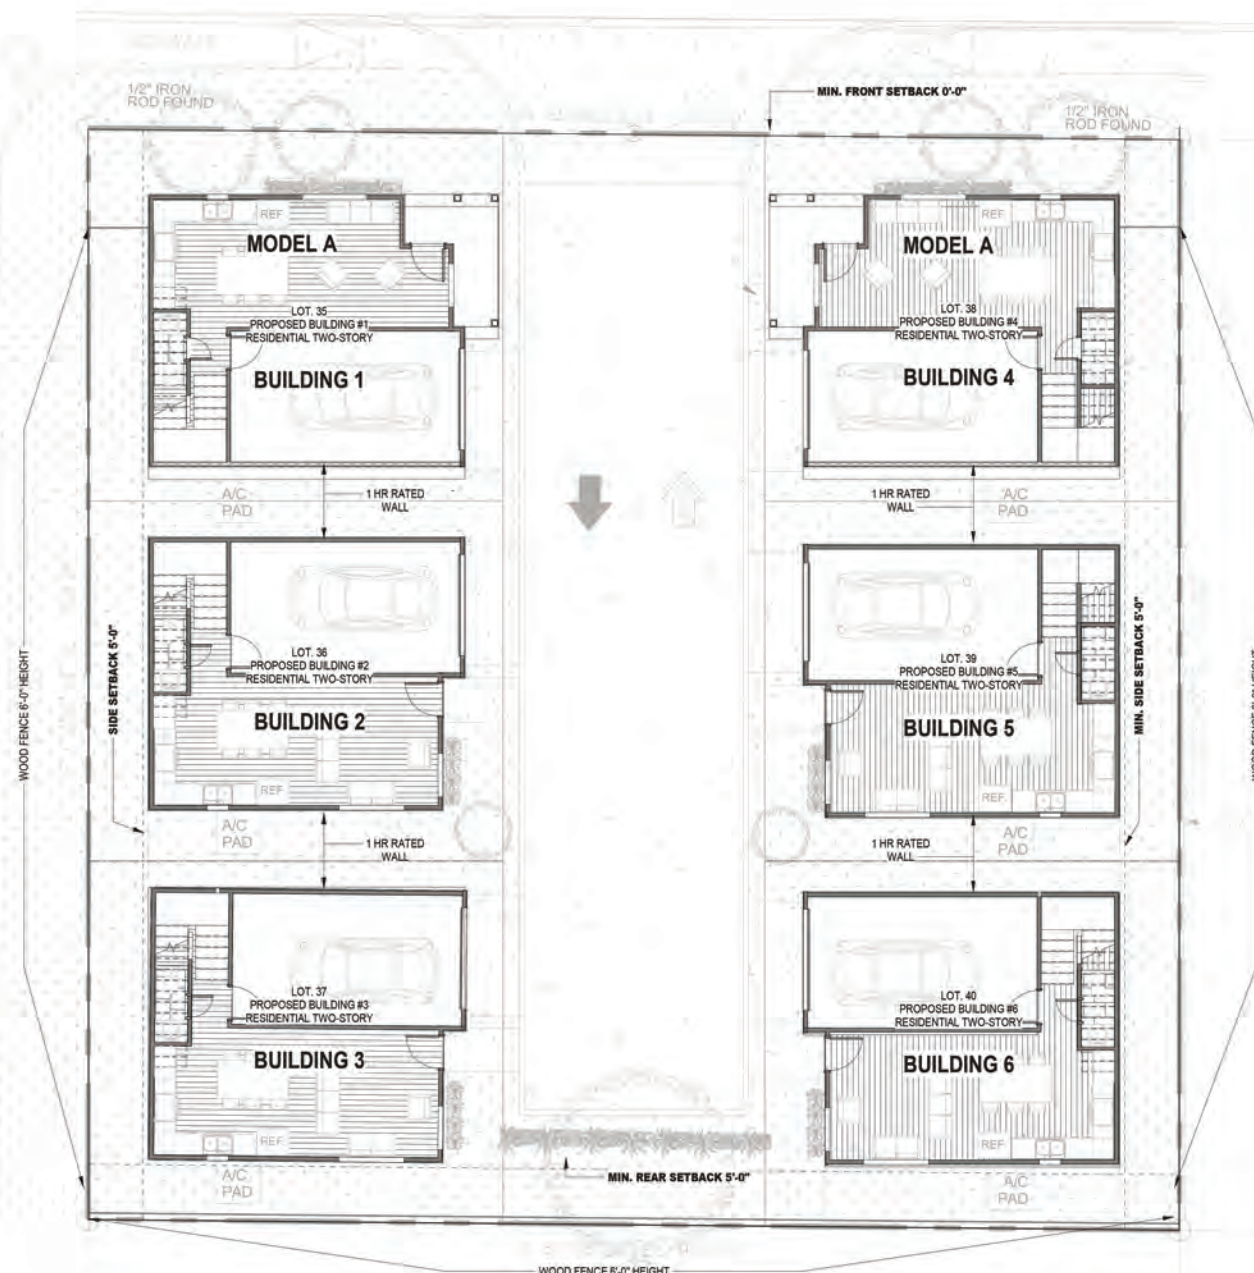 1/2" IRON
ROD FOUND
MIN. FRONT SETBACK 0'-0"
1/2" IRON
ROD FOUND
REF.
MODEL A
LOT. 35
PROPOSED BUILDING #1
RESIDENTIAL TWO-STORY
BUILDING 1
REF.
MODEL A
LOT. 38
PROPOSED BUILDING #4
RESIDENTIAL TWO-STORY
BUILDING 4
A/C
PAD
1 HR RATED
WALL
1 HR RATED
WALL
A/C
PAD
LOT. 36
PROPOSED BUILDING #2
RESIDENTIAL TWO-STORY
BUILDING 2
REF.
LOT. 39
PROPOSED BUILDING #5
RESIDENTIAL TWO-STORY
BUILDING 5
REF.
WOOD FENCE 6'-0" HEIGHT
SIDE SETBACK 5'-0"
MIN. SIDE SETBACK 5'-0"
A/C
PAD
1 HR RATED
WALL
1 HR RATED
WALL
A/C
PAD
LOT. 37
PROPOSED BUILDING #3
RESIDENTIAL TWO-STORY
BUILDING 3
REF.
LOT. 40
PROPOSED BUILDING #6
RESIDENTIAL TWO-STORY
BUILDING 6
REF.
A/C
PAD
MIN. REAR SETBACK 5'-0"
A/C
PAD
WOOD FENCE 6'-0" HEIGHT